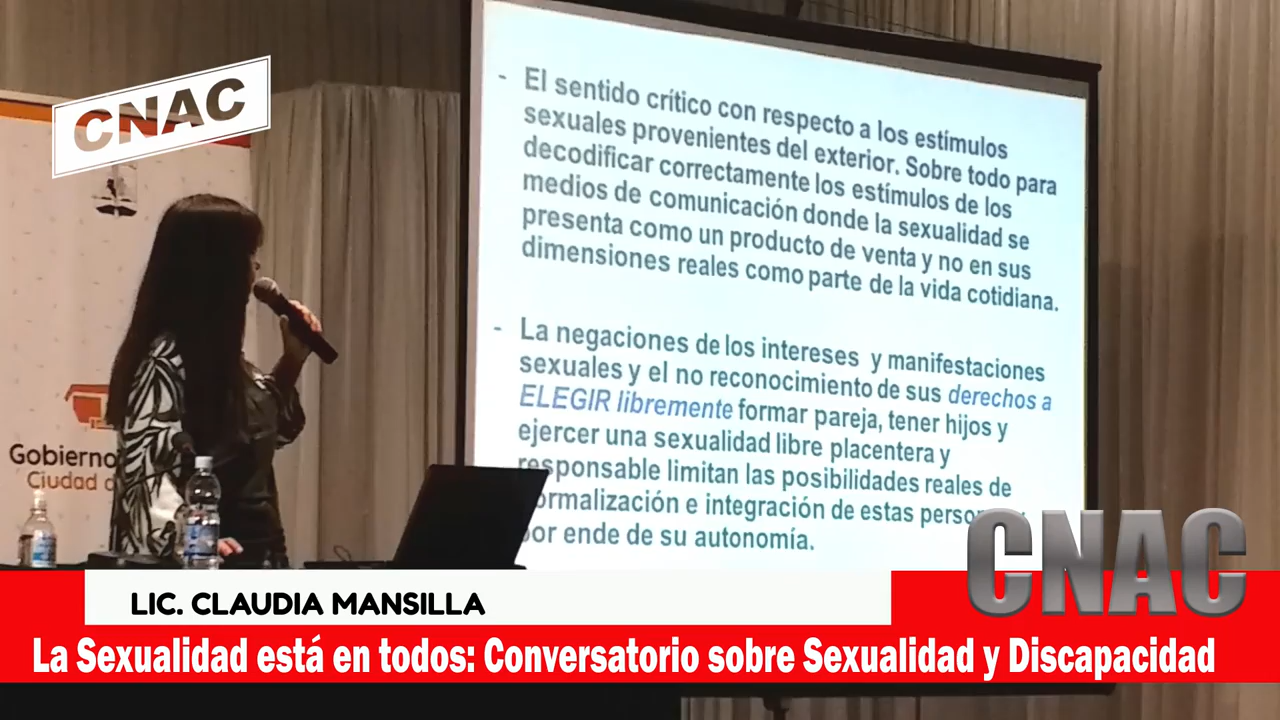 CNAC
- El sentido crítico con respecto a los estímulos
sexuales provenientes del exterior. Sobre todo para
decodificar correctamente los estímulos de los
medios de comunicación donde la sexualidad se
presenta como un producto de venta y no en sus
dimensiones reales como parte de la vida cotidiana.
- La negaciones de los intereses y manifestaciones
sexuales y el no reconocimiento de sus derechos a
ELEGIR libremente formar pareja, tener hijos y
ejercer una sexualidad libre placentera y
responsable limitan las posibilidades reales de
normalización e integración de estas
por ende de su autonomía.
Gobierno
Ciudad
CNAC
LIC. CLAUDIA MANSILLA
La Sexualidad está en todos: Conversatorio sobre Sexualidad y Discapacidad